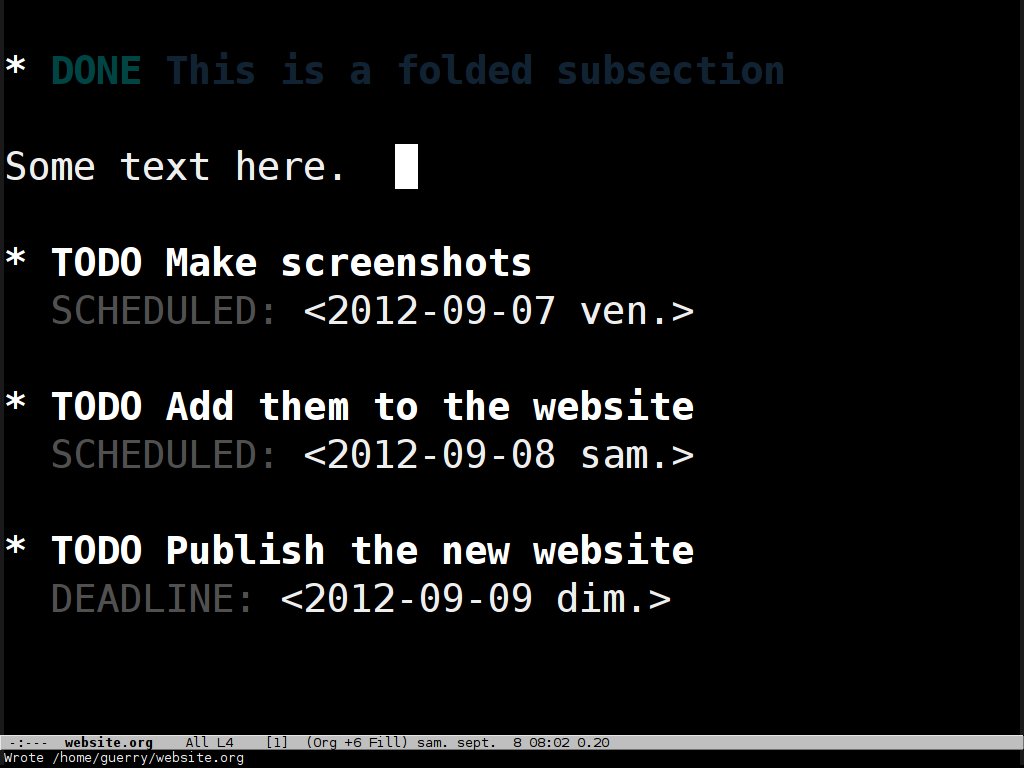 * DONE This is a folded subsection
Some text here.
* TODO Make screenshots
SCHEDULED: <2012-09-07 ven.>
* TODO Add them to the website
SCHEDULED: <2012-09-08 sam.>
* TODO Publish the new website
DEADLINE: <2012-09-09 dim.>
-:--- website.org All L4 [1] (Org +6 Fill) sam. sept. 8 08:02 0.20
Wrote /home/guerry/website.org